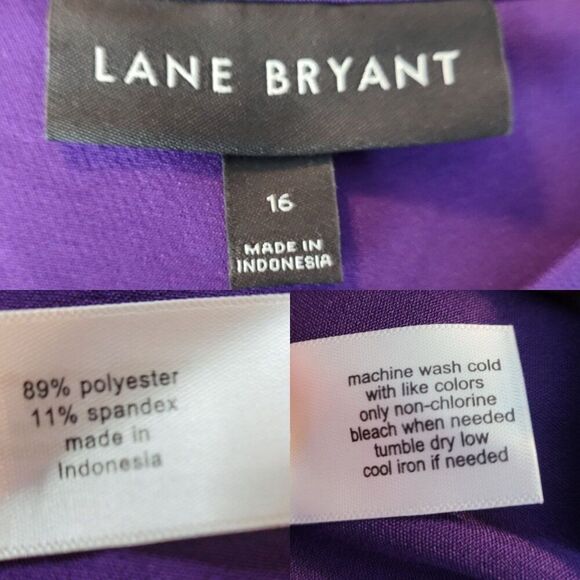 LANE BRYANT
16
MADE IN
INDONESIA
89% polyester
11% spandex
made in
Indonesia
machine wash cold
with like colors
only non-chlorine
bleach when needed
tumble dry low
cool iron if needed